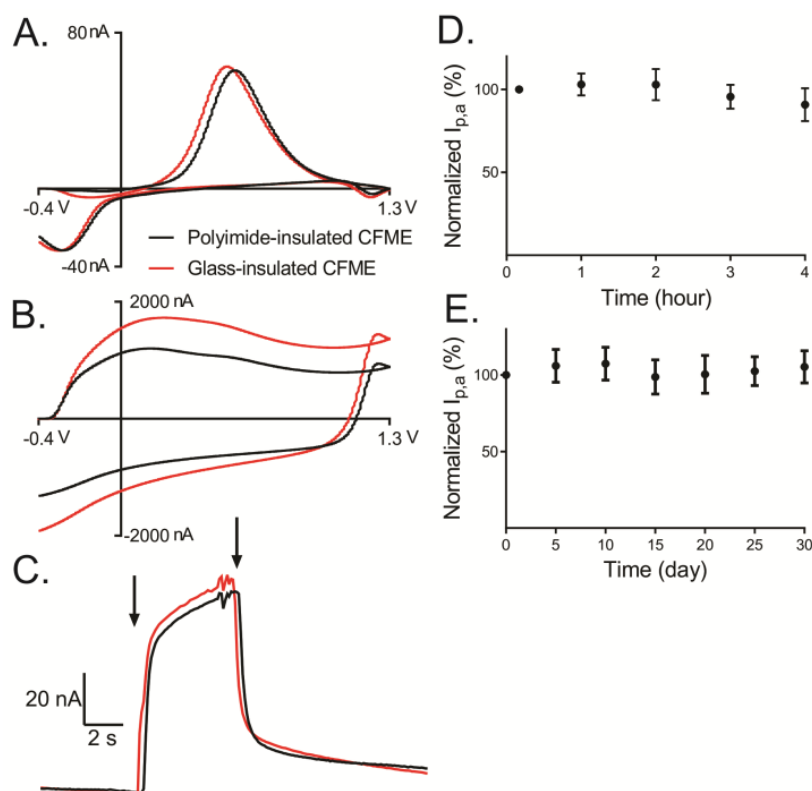 A.
80 nA
-0.4 V
1.3 V
-40 nA
Polyimide-insulated CFME
Glass-insulated CFME
B.
2000 nA
-0.4 V
1.3 V
-2000 nA
C.
20 nA
2 s
D.
Normalized Ip,a (%)
100
50
0 1 2 3 4
Time (hour)
E.
Normalized Ip,a (%)
100
50
0 5 10 15 20 25 30
Time (day)